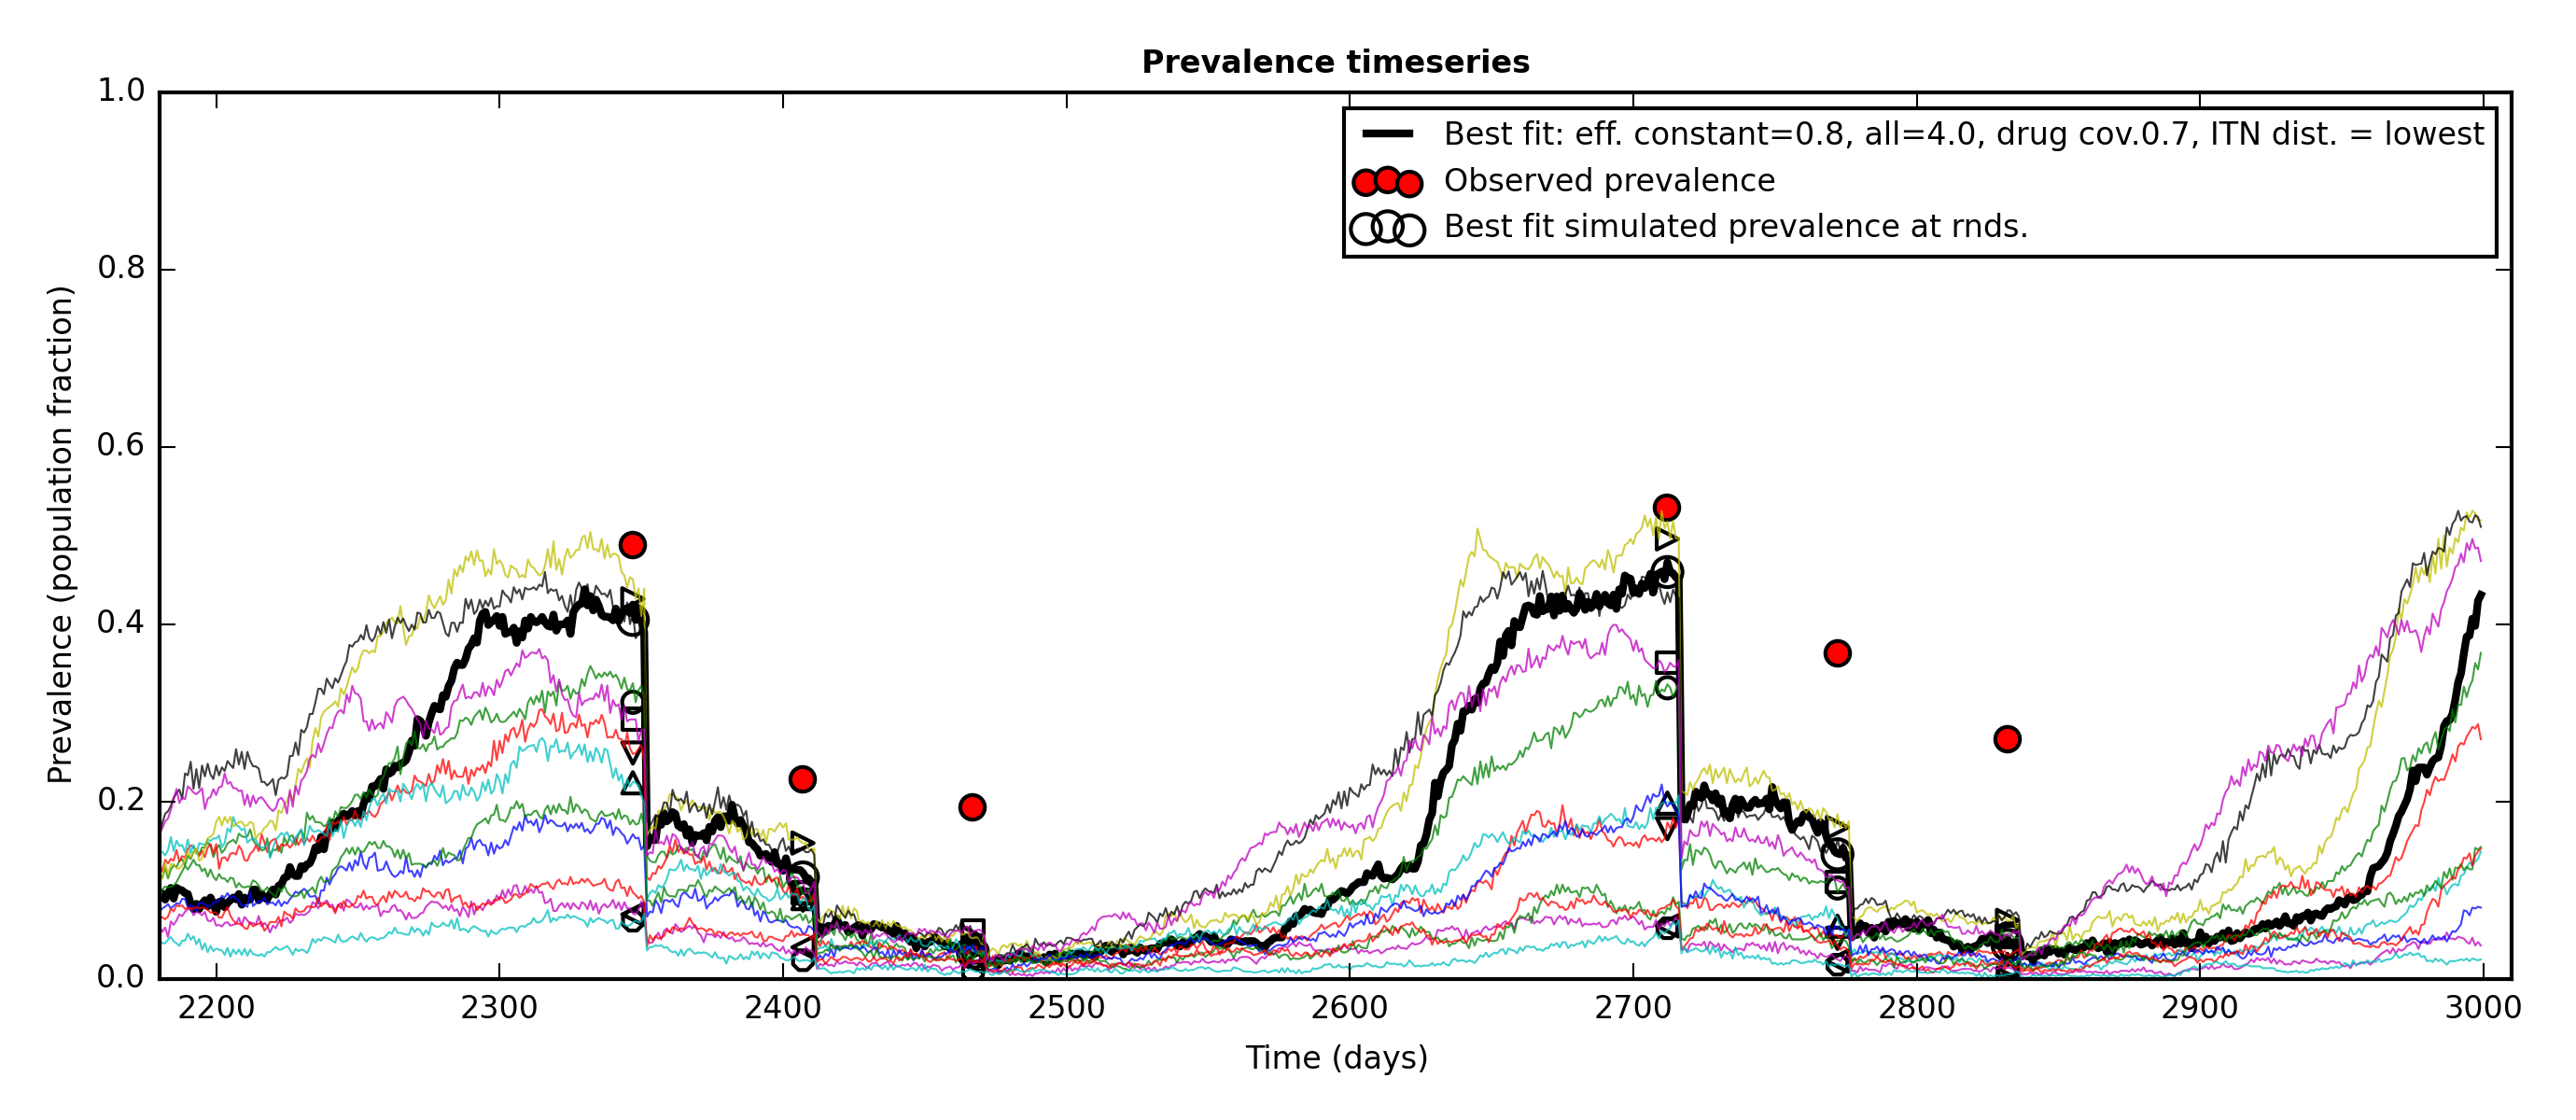 Prevalence timeseries
1.0
0.8
0.6
0.4
0.2
0.0
Prevalence (population fraction)
Best fit: eff. constant=0.8, all=4.0, drug cov.0.7, ITN dist. = lowest
Observed prevalence
Best fit simulated prevalence at rnds.
2200 2300 2400 2500 2600 2700 2800 2900 3000
Time (days)